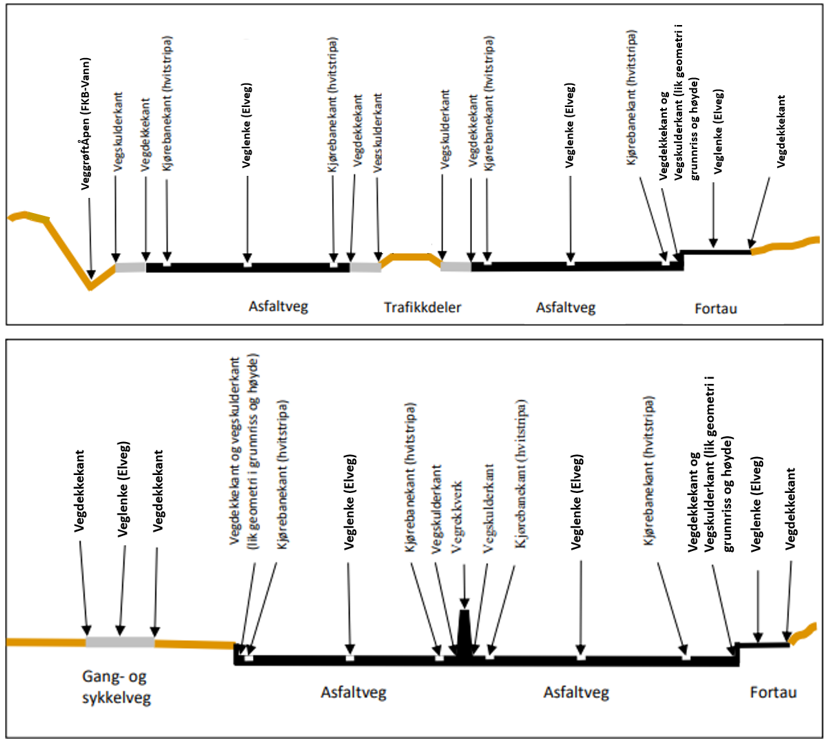 VeggrøftÅpen (FKB-Vann)
Vegskulderkant
Vegdekkekant
Kjørebanekant (hvitstripa)
Veglenke (Elveg)
Kjørebanekant (hvitstripa)
Vegdekkekant
Vegskulderkant
Vegskulderkant
Vegdekkekant
Kjørebanekant (hvitstripa)
Veglenke (Elveg)
Kjørebanekant (hvitstripa)
Vegdekkekant og
Vegskulderkant (lik geometri i
grunnriss og høyde)
Veglenke (Elveg)
Vegdekkekant
Asfaltveg
Trafikkdeler
Asfaltveg
Fortau
Vegdekkekant
Veglenke (Elveg)
Vegdekkekant
Vegdekkekant og vegskulderkant
(lik geometri i grunnriss og høyde)
Kjørebanekant (hvitstripa)
Veglenke (Elveg)
Kjørebanekant (hvitstripa)
Vegskulderkant
Vegrekkverk
Vegskulderkant
Kjørebanekant (hvitstripa)
Veglenke (Elveg)
Kjørebanekant (hvitstripa)
Vegdekkekant og
Vegskulderkant (lik geometri i
grunnriss og høyde)
Veglenke (Elveg)
Vegdekkekant
Gang- og
sykkelveg
Asfaltveg
Asfaltveg
Fortau